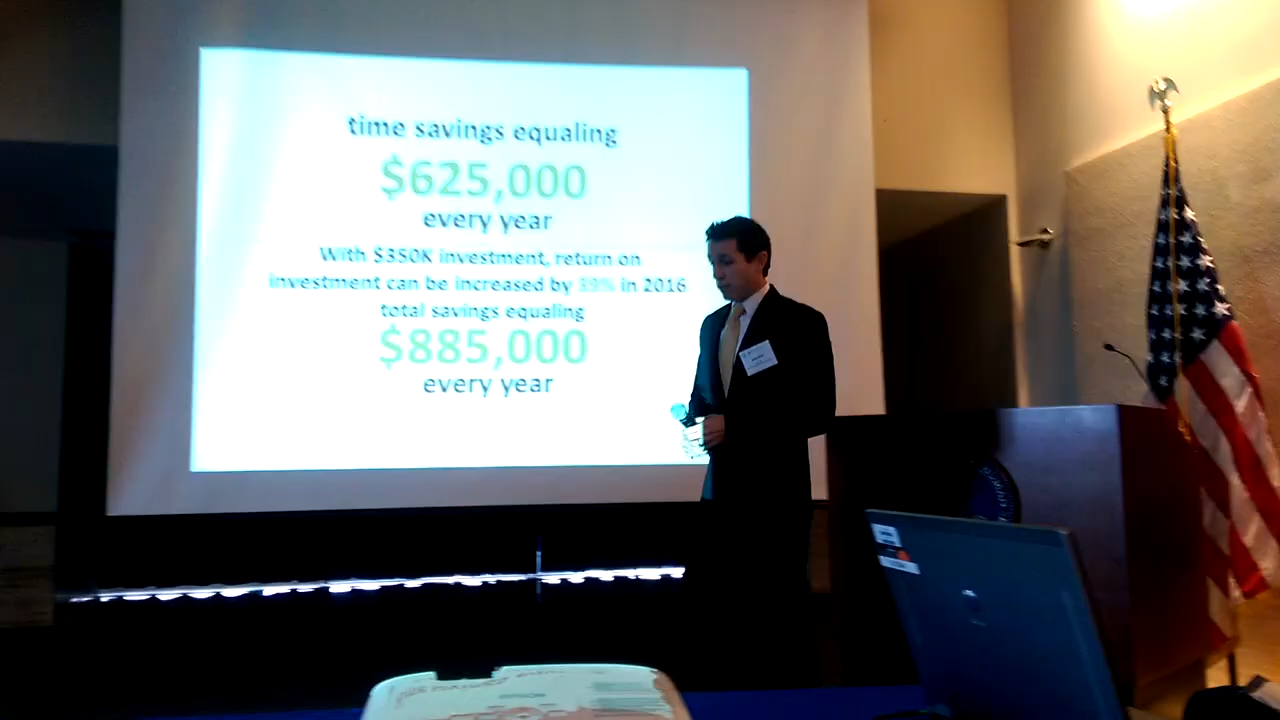 time savings equaling
$625,000
every year
With $350K investment, return on
investment can be increased by 39% in 2016
total savings equaling
$885,000
every year